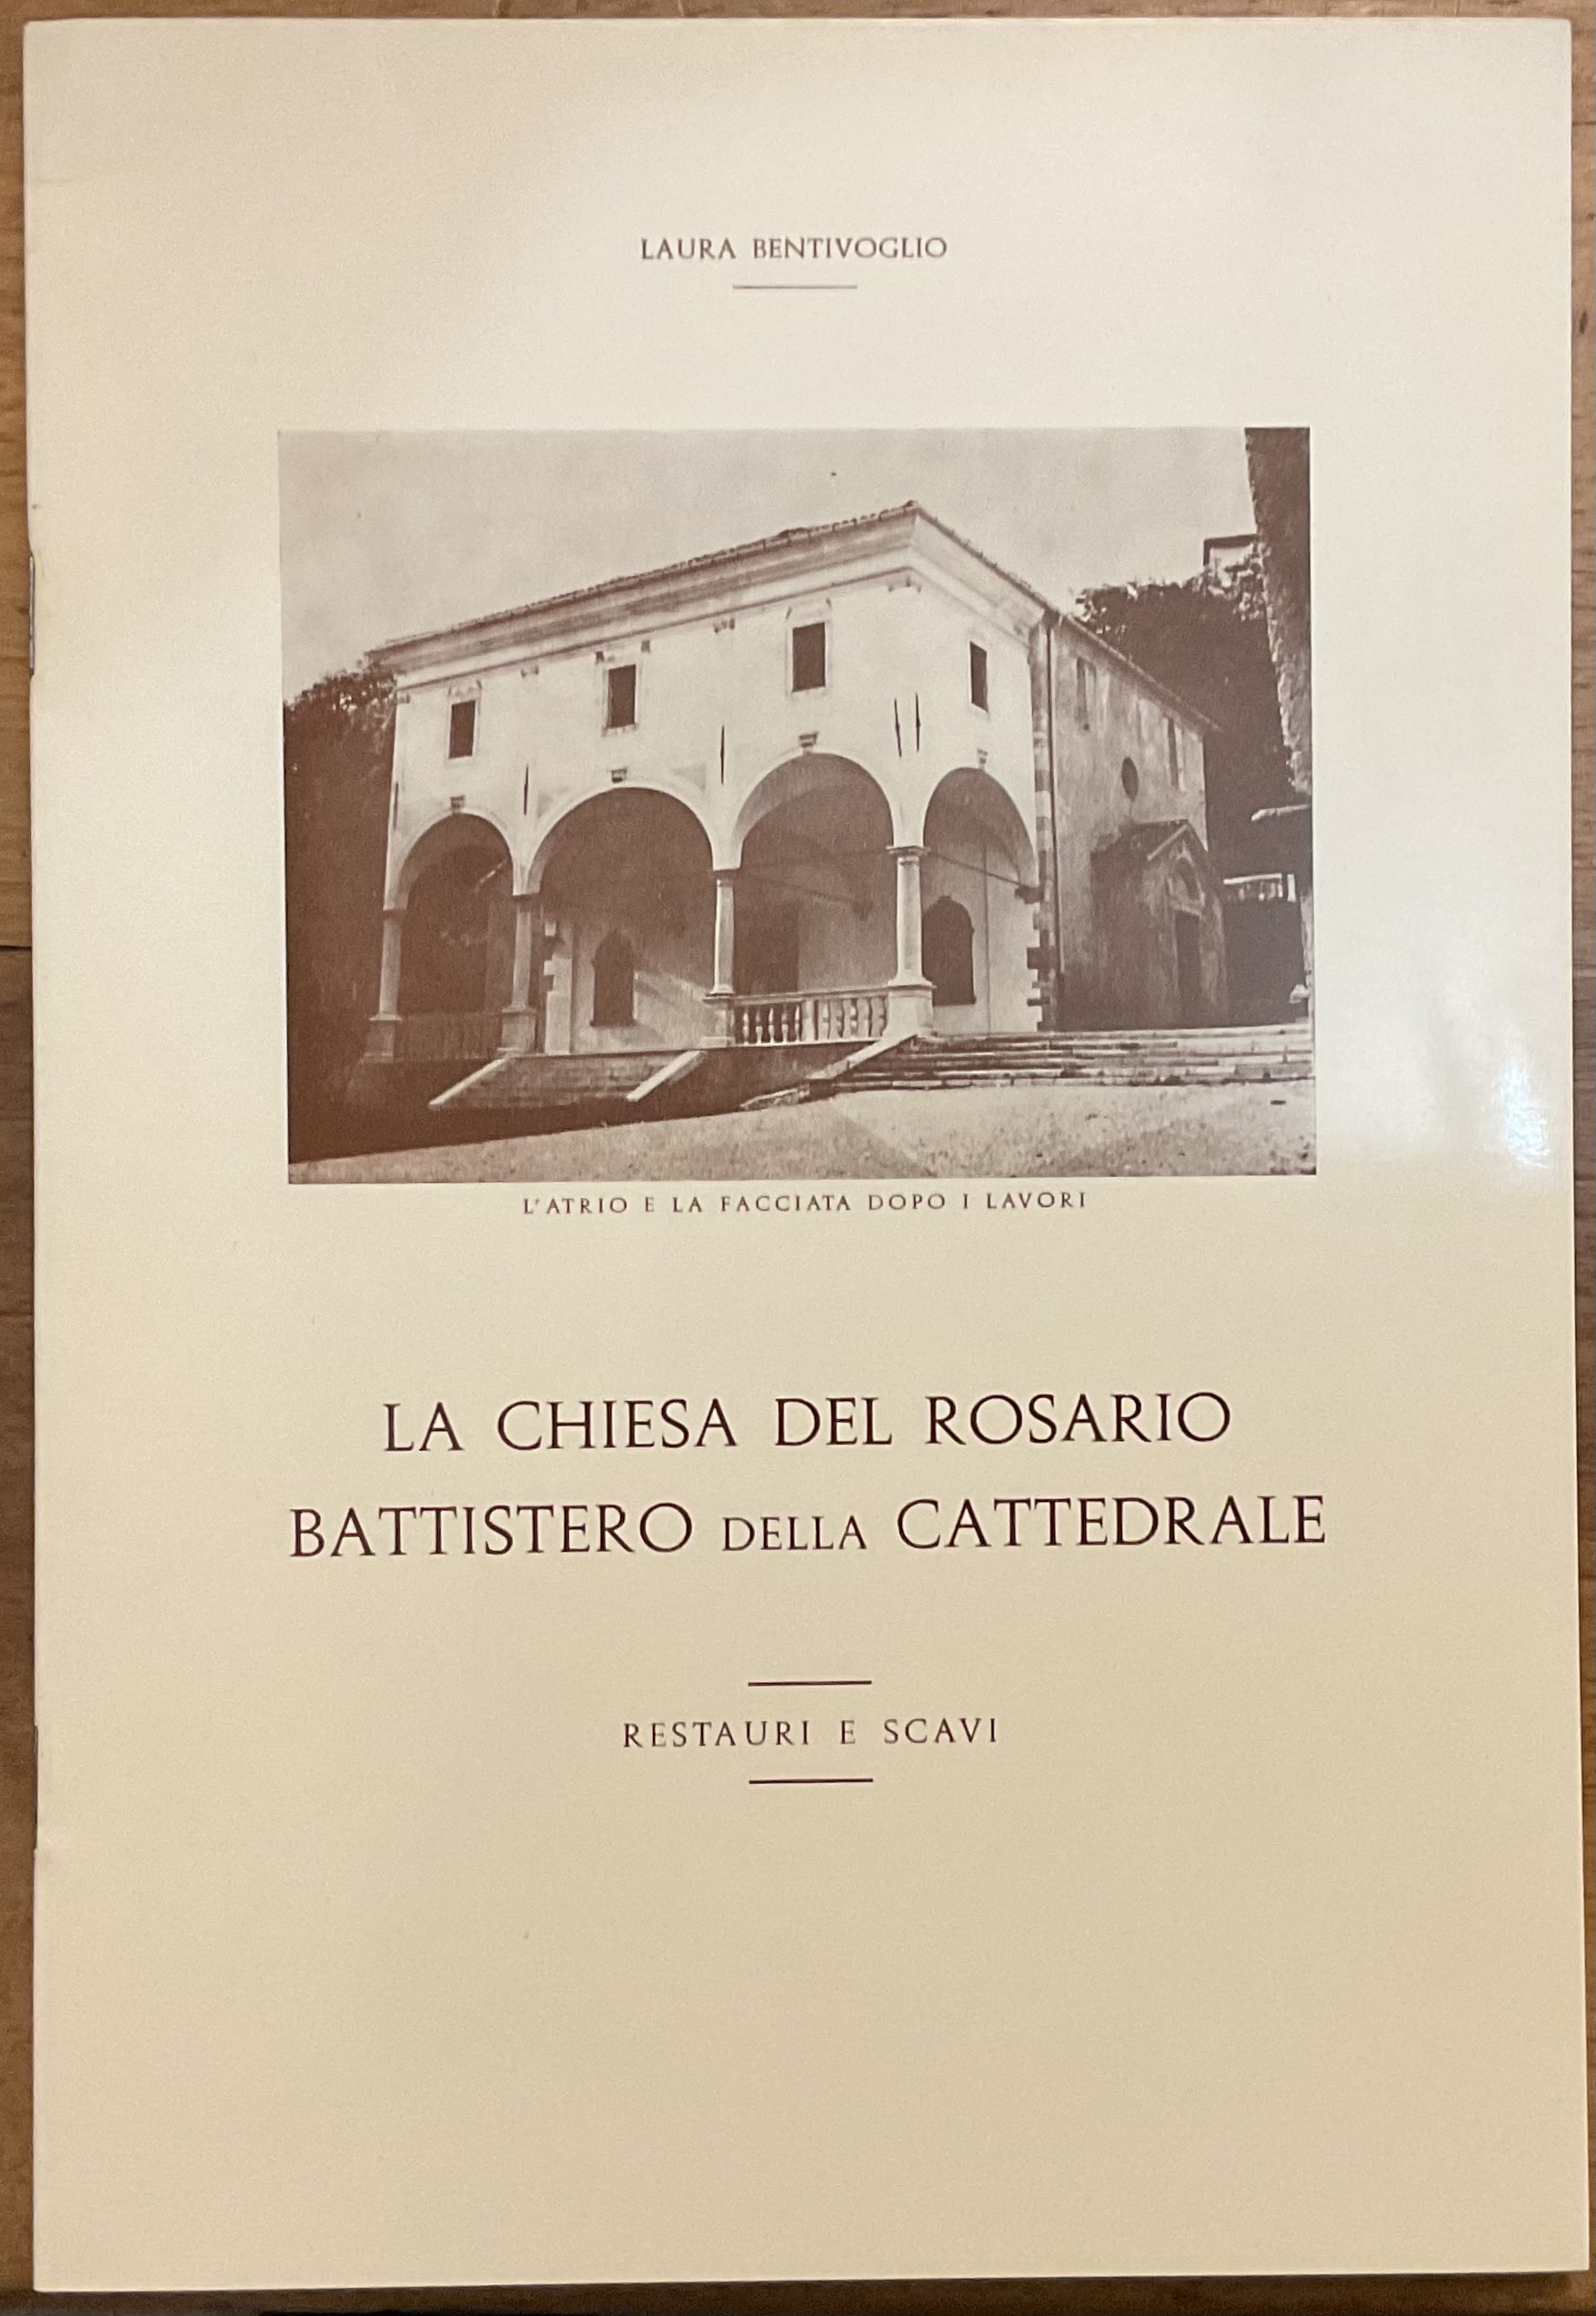 LAURA BENTIVOGLIO
L'ATRIO E LA FACCIATA DOPO I LAVORI
LA CHIESA DEL ROSARIO
BATTISTERO DELLA CATTEDRALE
RESTAURI E SCAVI